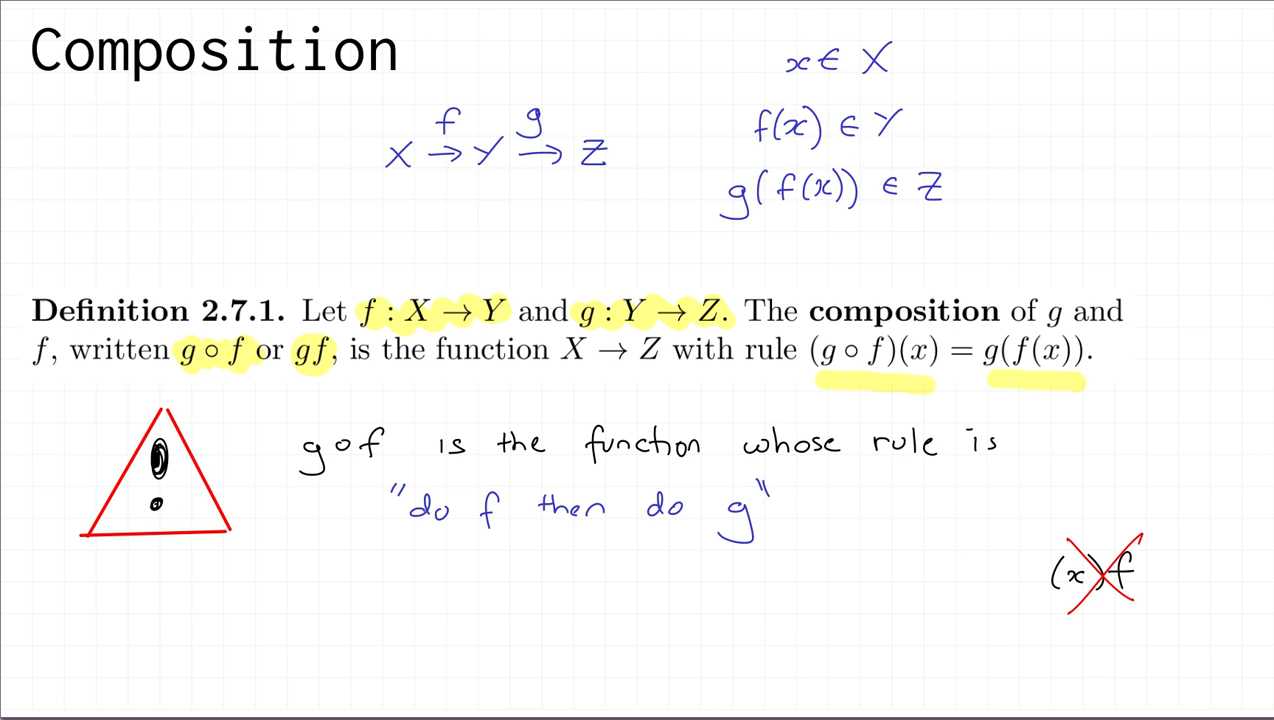 Composition
x ∈ X
f(x) ∈ Y
g(f(x)) ∈ Z
X →f Y →g Z
Definition 2.7.1. Let f : X → Y and g : Y → Z. The composition of g and
f, written g ∘ f or gf, is the function X → Z with rule (g ∘ f)(x) = g(f(x)).
!
g∘f is the function whose rule is
"do f then do g"
(x)f